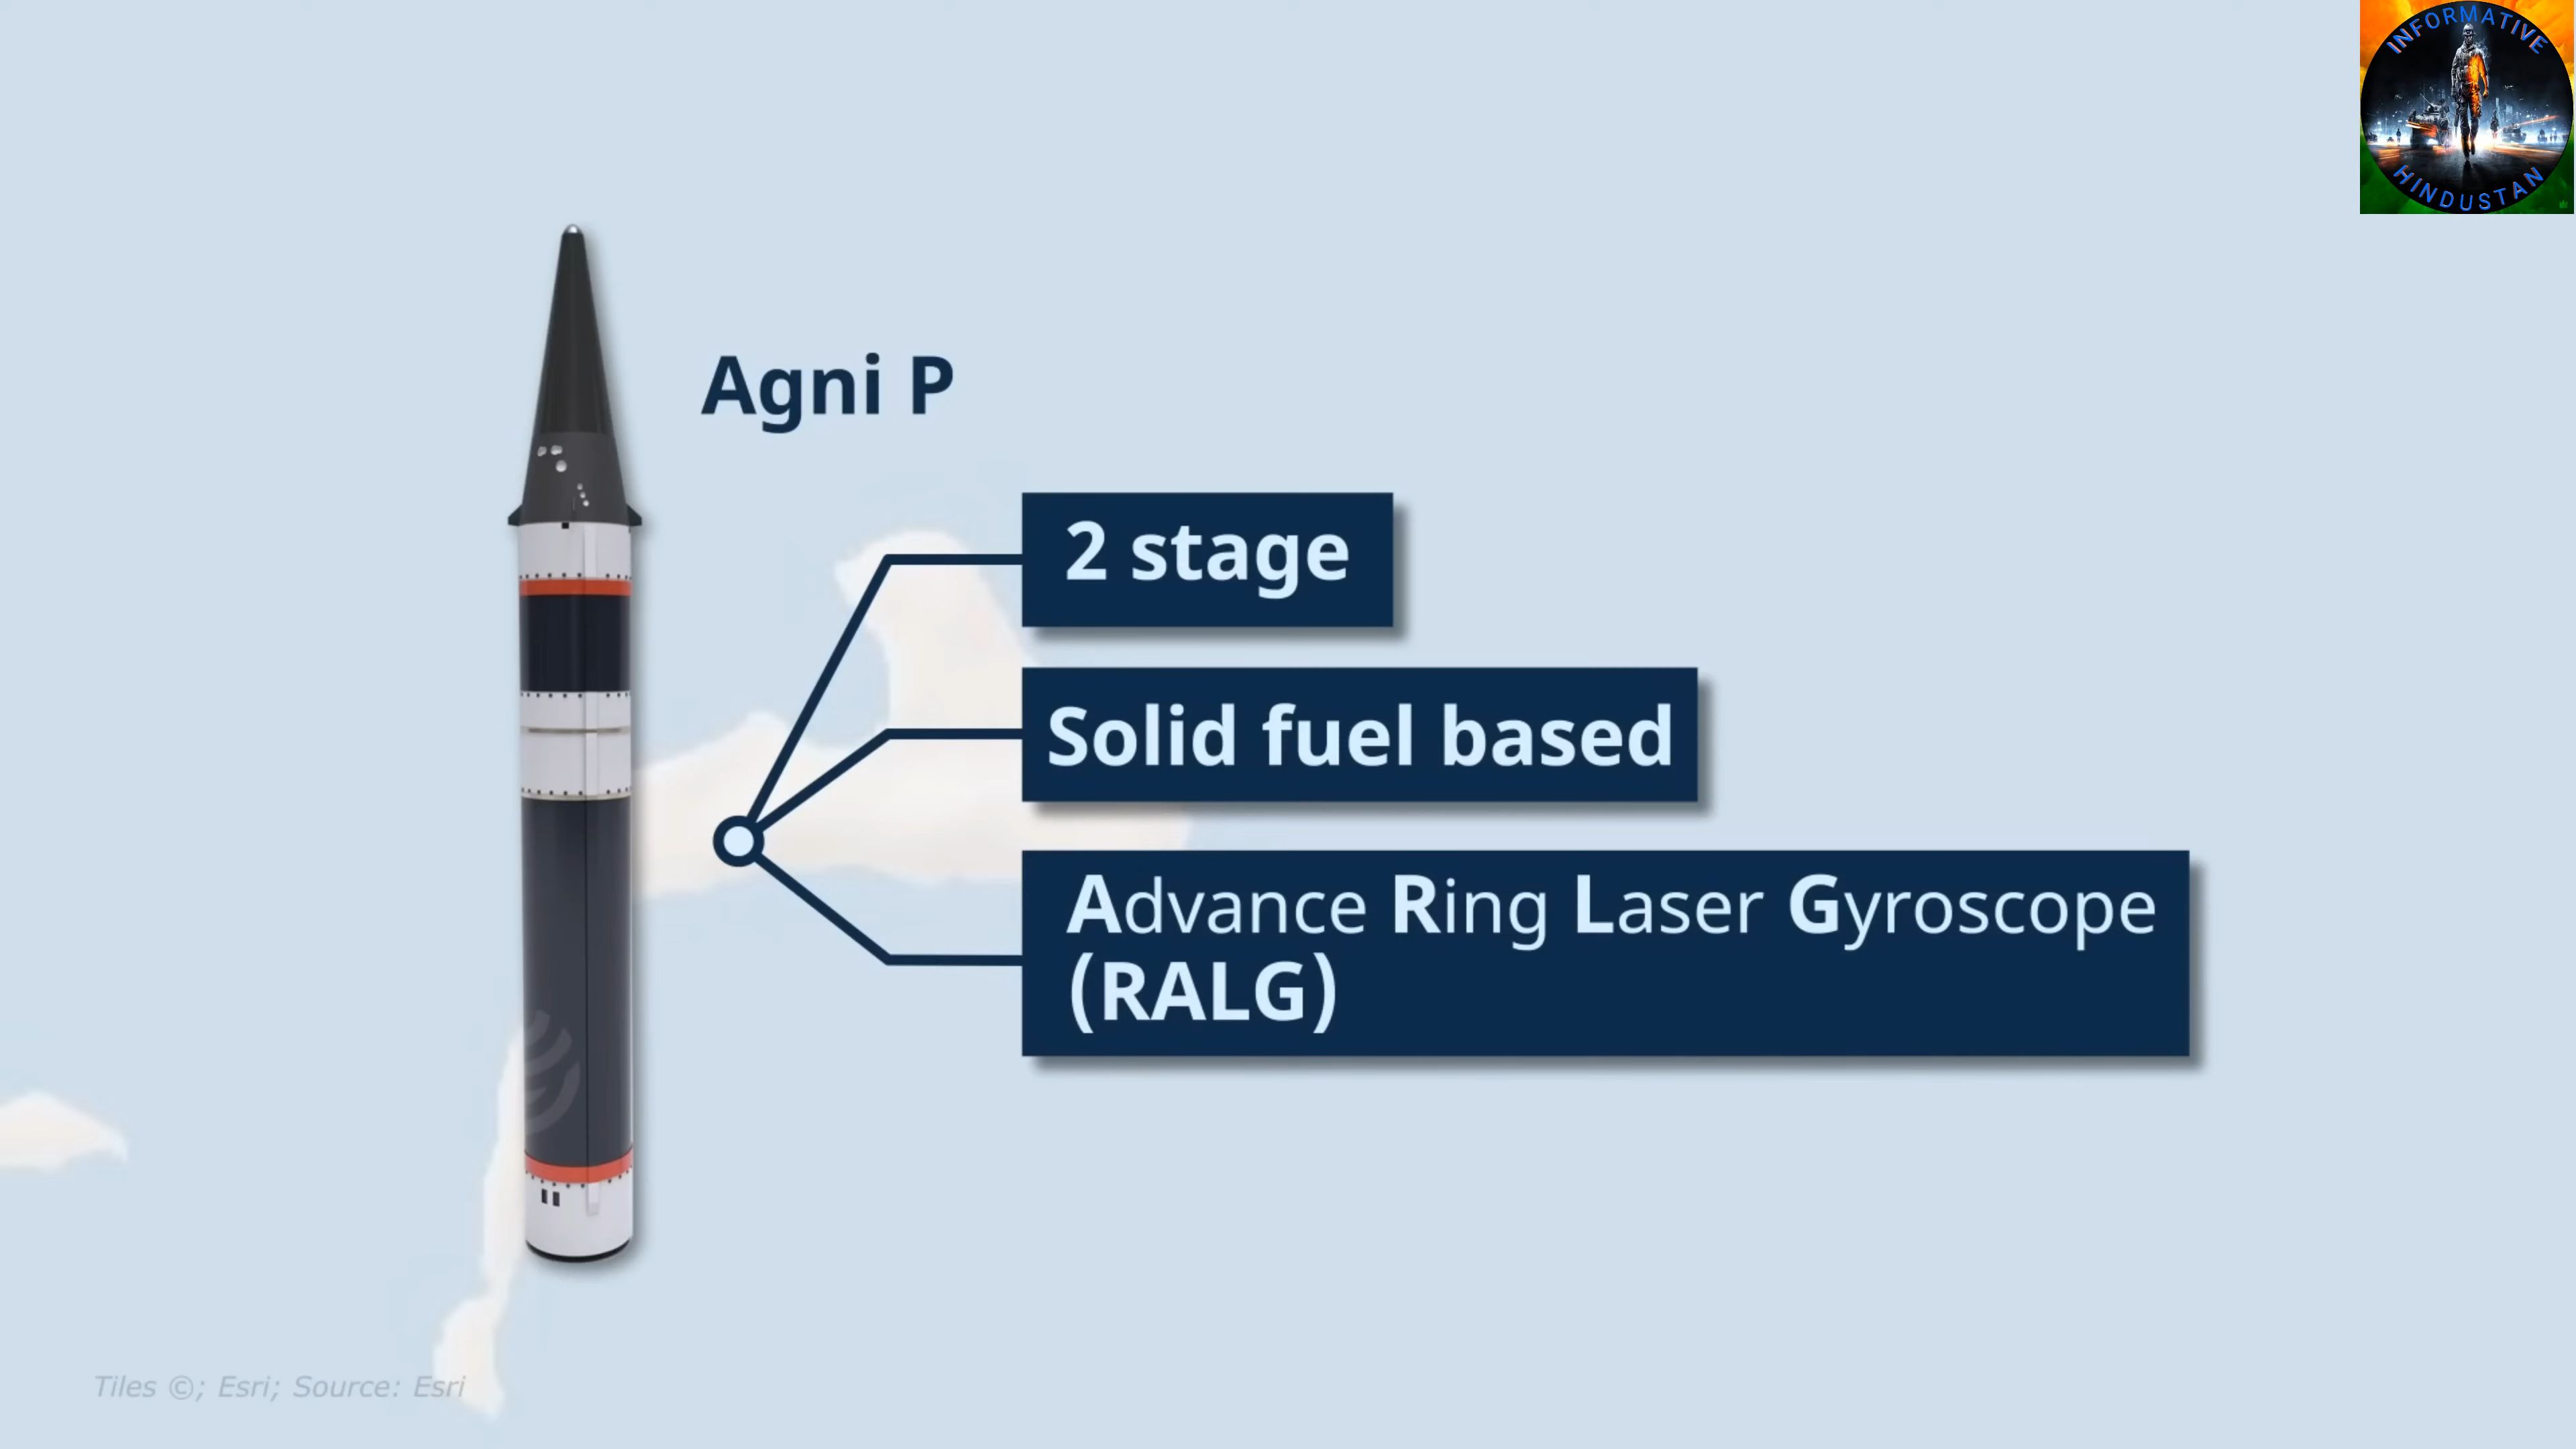 INFORMATIVE
HINDUSTAN
Agni P
2 stage
Solid fuel based
Advance Ring Laser Gyroscope
(RALG)
Tiles ©; Esri; Source: Esri